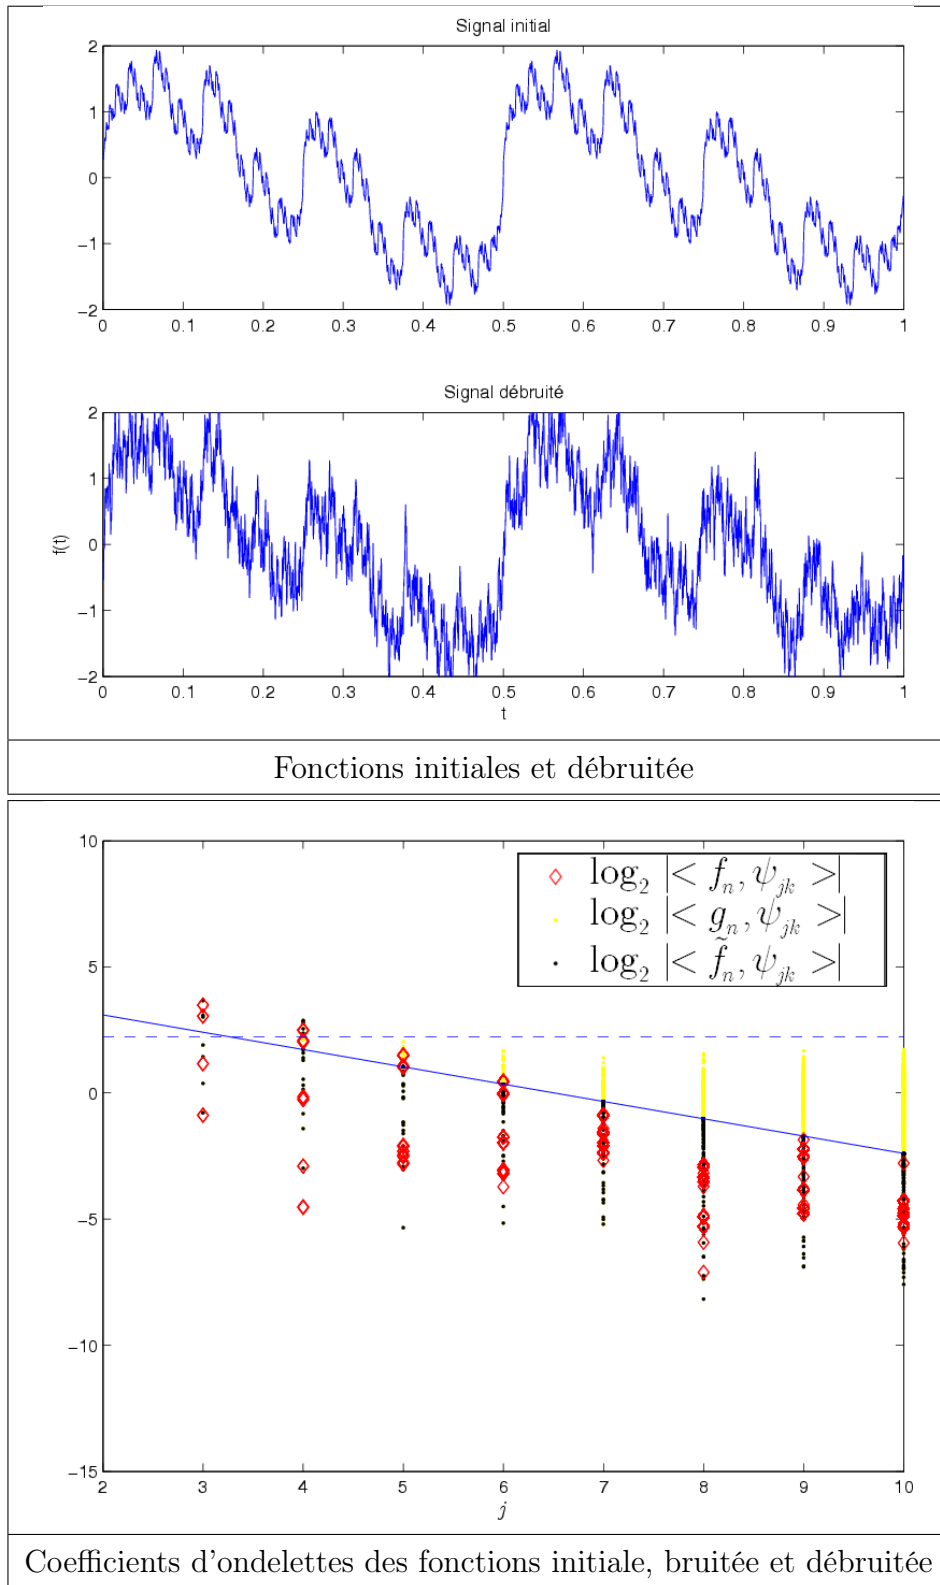 Signal initial
2
1
0
−1
−2
0 0.1 0.2 0.3 0.4 0.5 0.6 0.7 0.8 0.9 1
Signal débruité
2
1
0
−1
−2
f(t)
0 0.1 0.2 0.3 0.4 0.5 0.6 0.7 0.8 0.9 1
t
Fonctions initiales et débruitée
10
5
0
−5
−10
−15
log₂ |< fₙ, ψⱼₖ >|
log₂ |< gₙ, ψⱼₖ >|
log₂ |< f̃ₙ, ψⱼₖ >|
2 3 4 5 6 7 8 9 10
j
Coefficients d'ondelettes des fonctions initiale, bruitée et débruitée